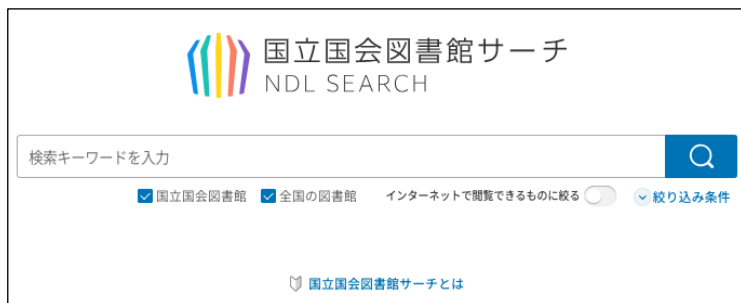 国立国会図書館サーチ
NDL SEARCH
検索キーワードを入力
国立国会図書館 全国の図書館 インターネットで閲覧できるものに絞る 絞り込み条件
国立国会図書館サーチとは